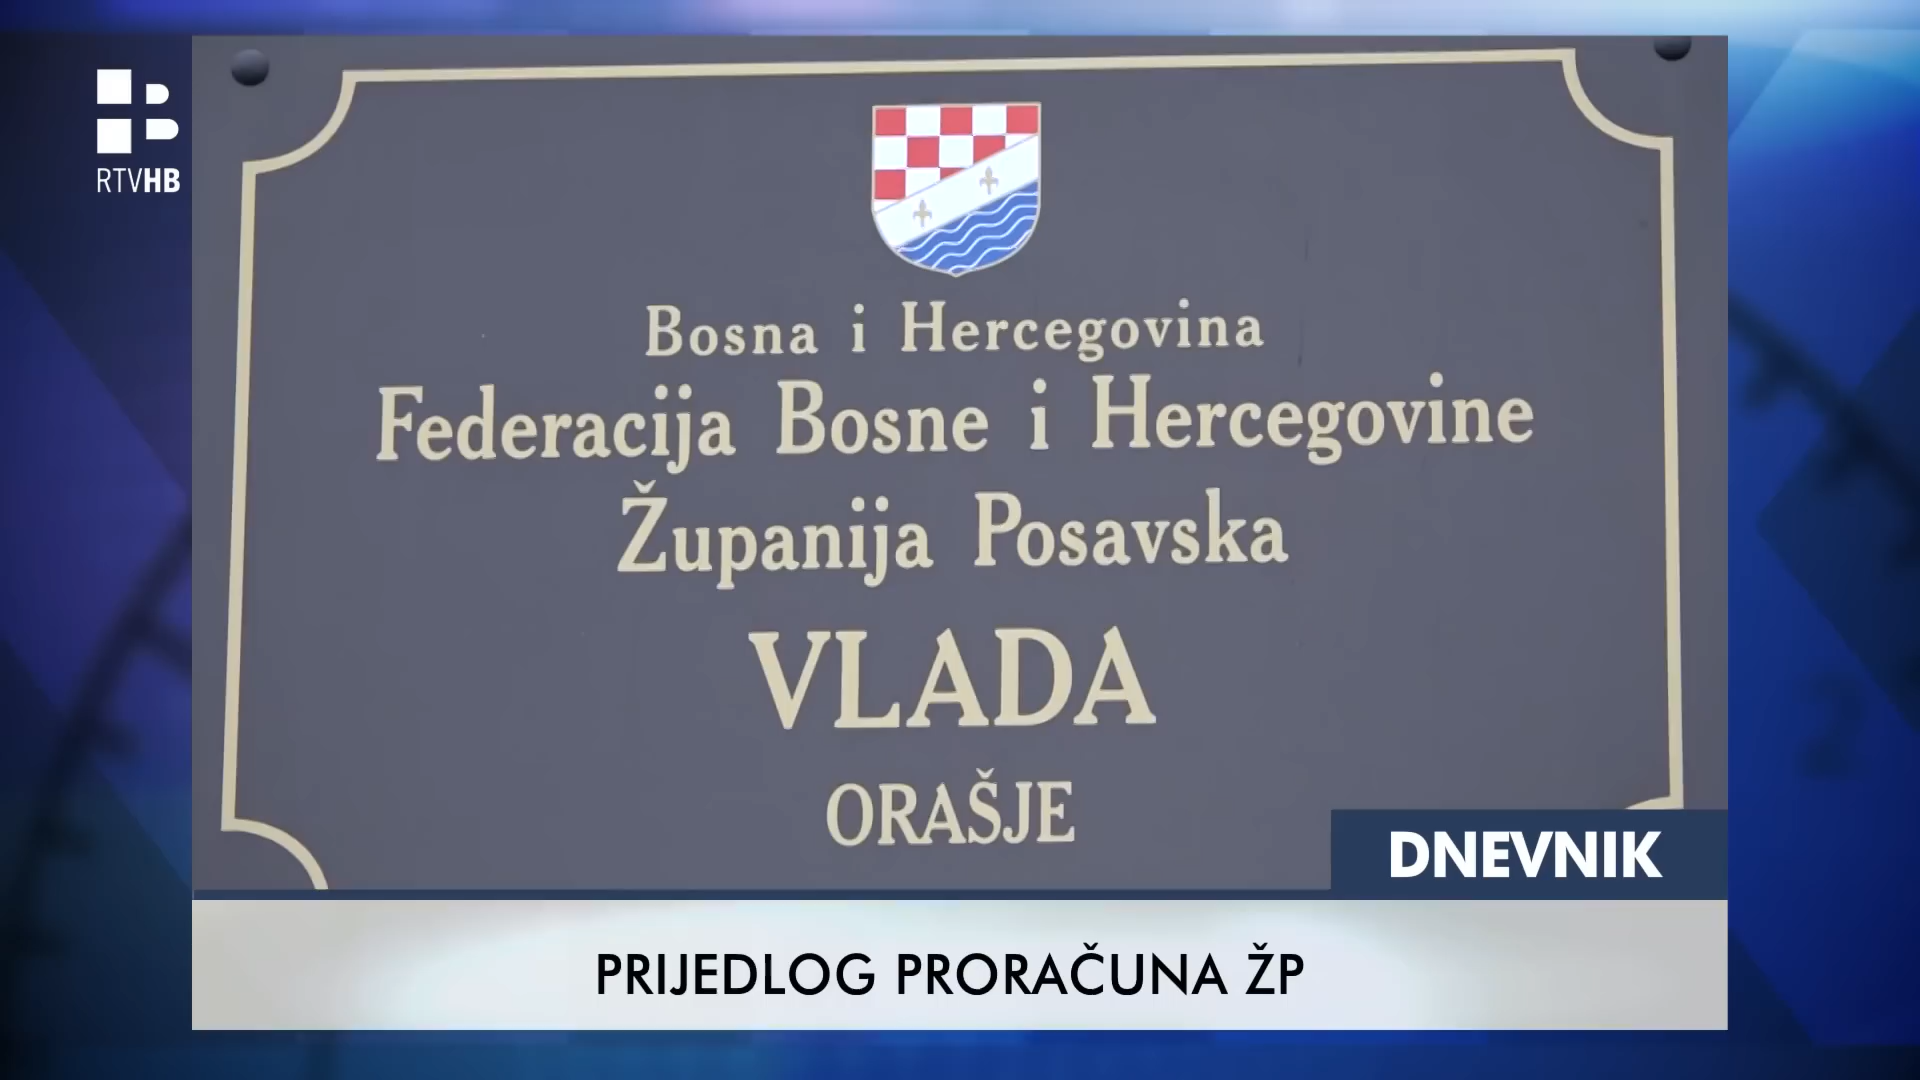 RTVHB
Bosna i Hercegovina
Federacija Bosne i Hercegovine
Županija Posavska
VLADA
ORAŠJE
DNEVNIK
PRIJEDLOG PRORAČUNA ŽP